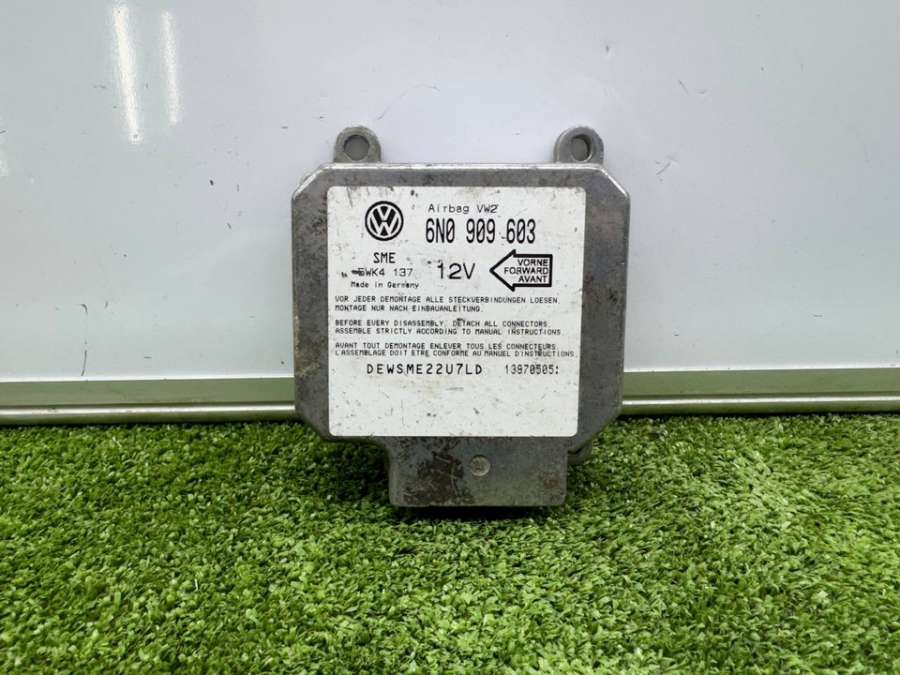 Airbag VW2
6N0 909 603
SME
EWK4 137
12V
VORNE
FORWARD
AVANT
Made in Germany
VOR JEDER DEMONTAGE ALLE STECKVERBINDUNGEN LOESEN.
MONTAGE NUR NACH EINBAUANLEITUNG.
BEFORE EVERY DISASSEMBLY, DETACH ALL CONNECTORS.
ASSEMBLE STRICTLY ACCORDING TO MANUAL INSTRUCTIONS.
AVANT TOUT DEMONTAGE ENLEVER TOUS LES CONNECTEURS.
L'ASSEMBLAGE DOIT ETRE CONFORME AU MANUEL D'INSTRUCTIONS.
DEWSME22U7LD 13970505: